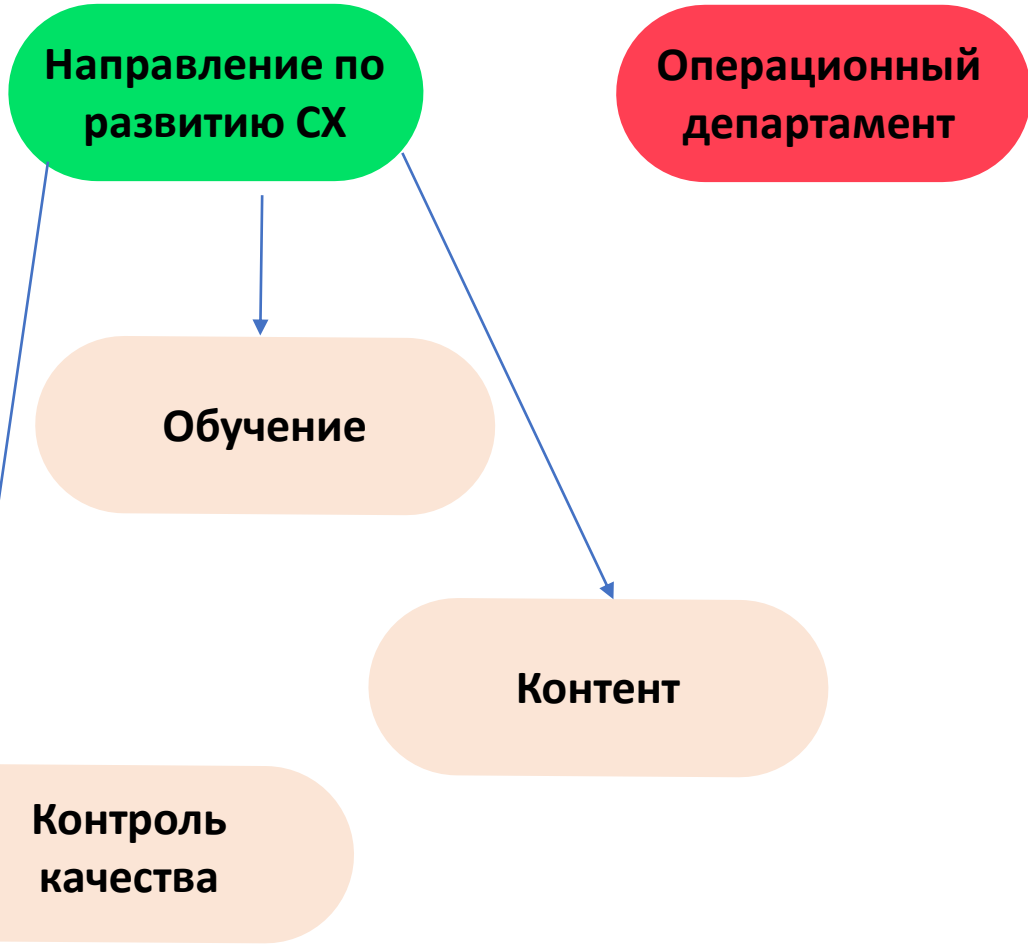 Направление по
развитию СХ
Операционный
департамент
Обучение
Контент
Контроль
качества